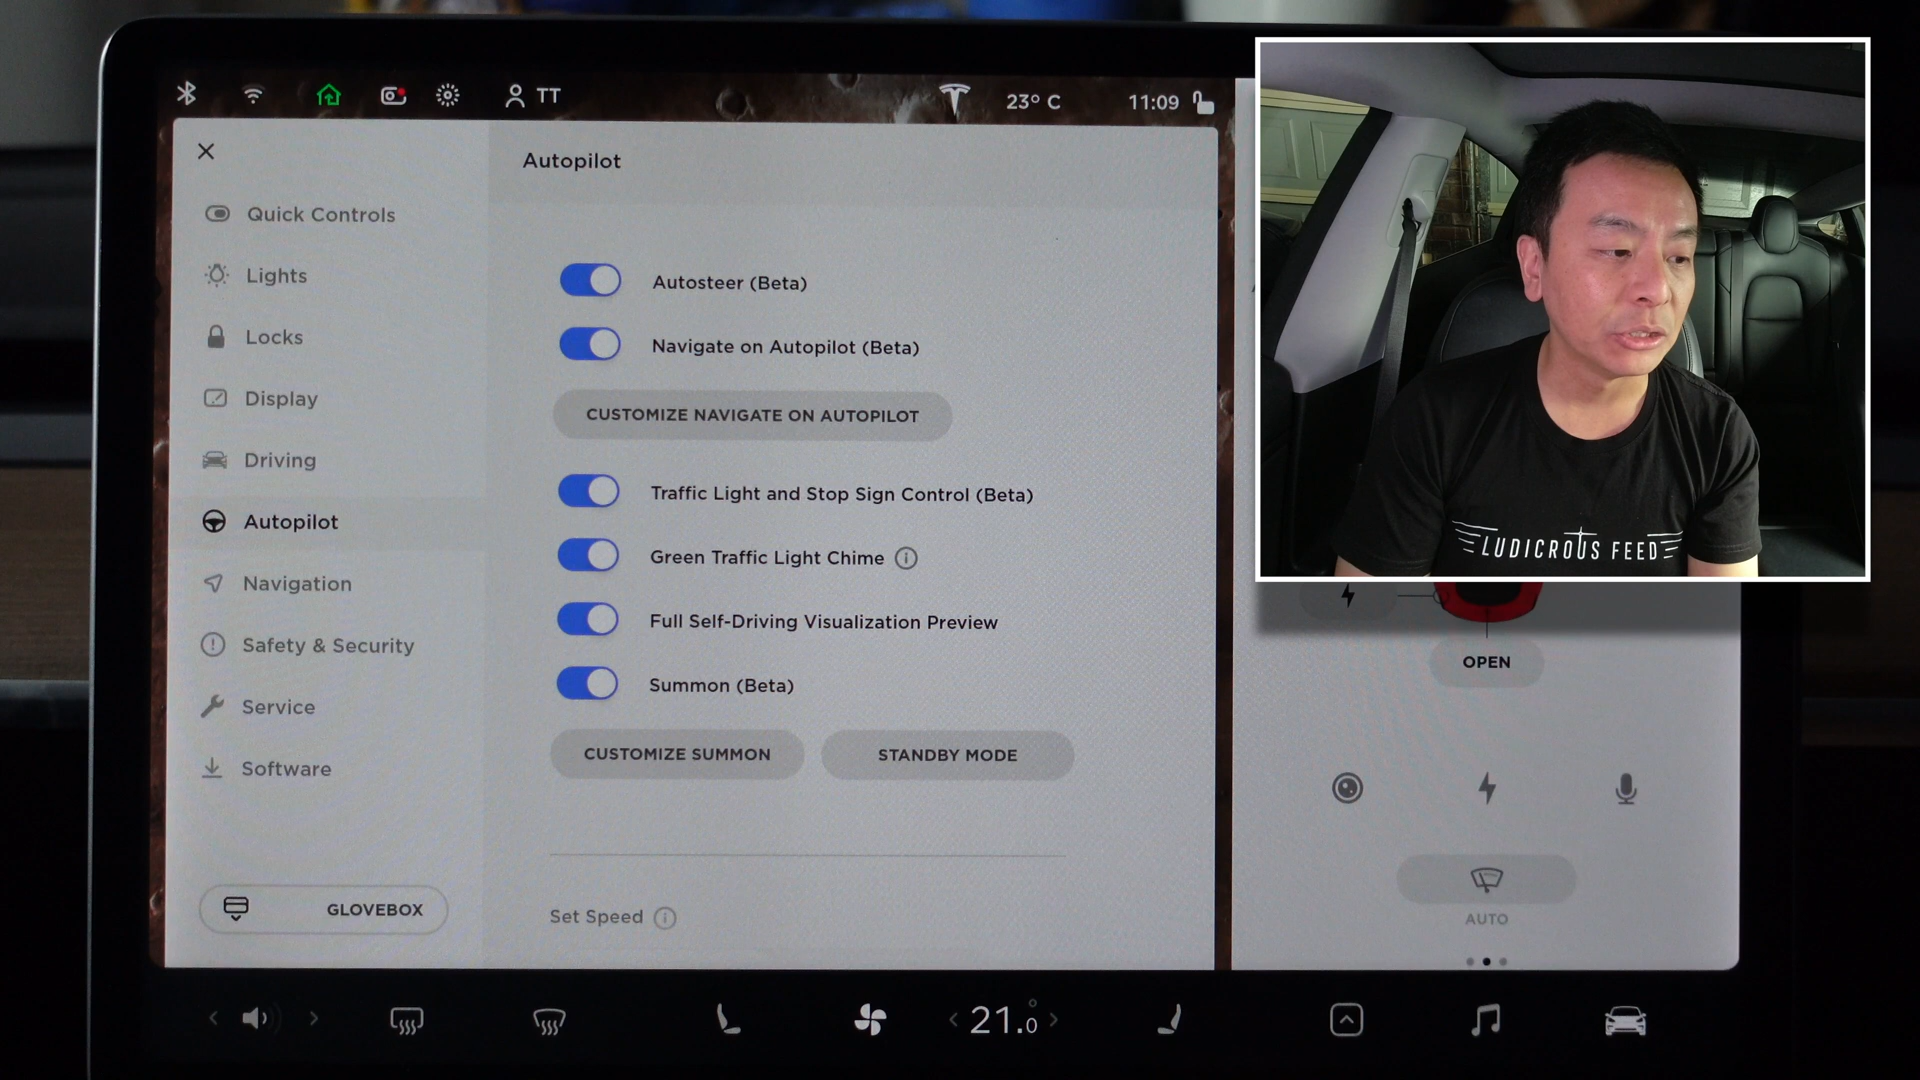 TT
23° C
11:09
Autopilot
Quick Controls
Lights
Locks
Display
Driving
Autopilot
Navigation
Safety & Security
Service
Software
GLOVEBOX
Autosteer (Beta)
Navigate on Autopilot (Beta)
CUSTOMIZE NAVIGATE ON AUTOPILOT
Traffic Light and Stop Sign Control (Beta)
Green Traffic Light Chime
Full Self-Driving Visualization Preview
Summon (Beta)
CUSTOMIZE SUMMON
STANDBY MODE
Set Speed
LUDICROUS FEED
OPEN
AUTO
21.0°